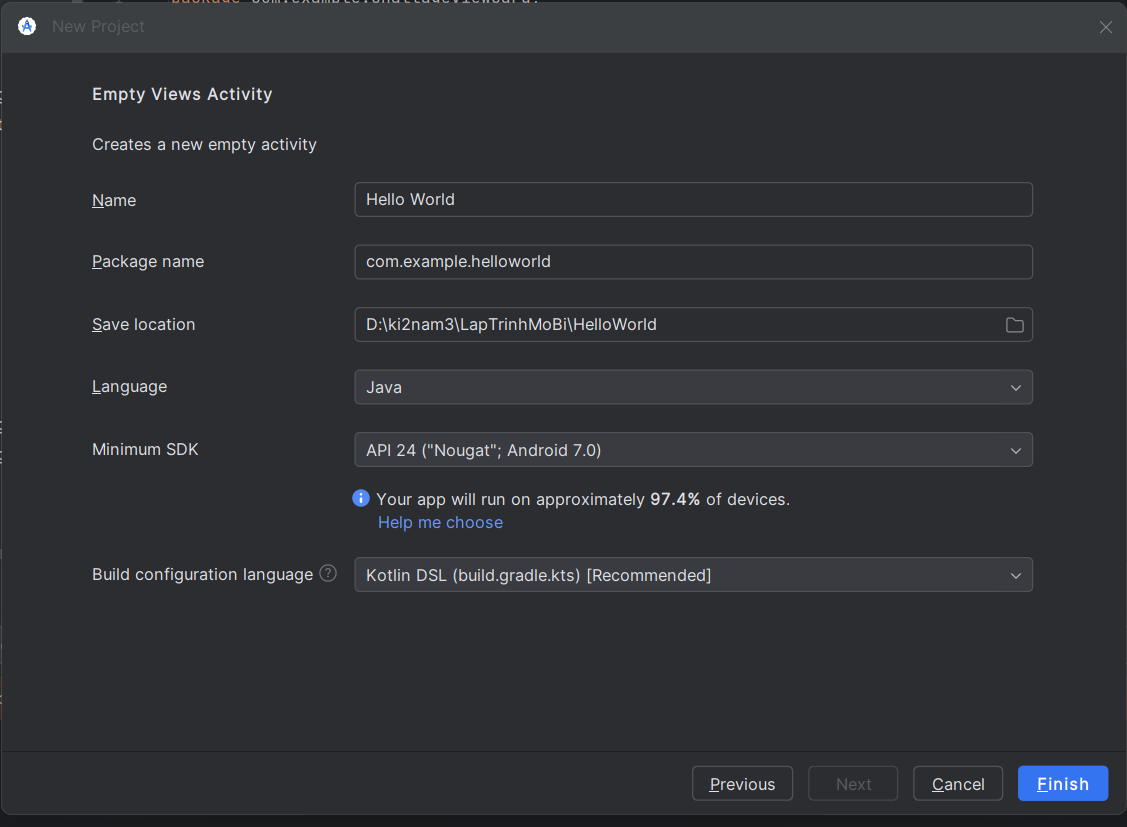 New Project
Empty Views Activity
Creates a new empty activity
Name
Hello World
Package name
com.example.helloworld
Save location
D:\ki2nam3\LapTrinhMoBi\HelloWorld
Language
Java
Minimum SDK
API 24 ("Nougat"; Android 7.0)
Your app will run on approximately 97.4% of devices.
Help me choose
Build configuration language
Kotlin DSL (build.gradle.kts) [Recommended]
Previous
Next
Cancel
Finish